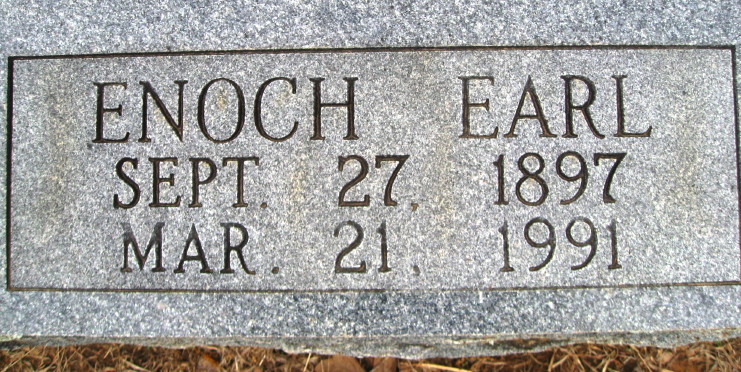 ENOCH EARL
SEPT. 27, 1897
MAR. 21, 1991